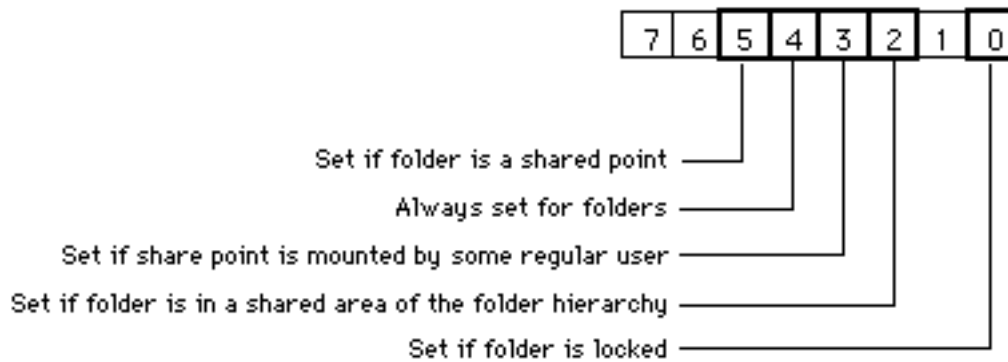 7 6 5 4 3 2 1 0
Set if folder is a shared point
Always set for folders
Set if share point is mounted by some regular user
Set if folder is in a shared area of the folder hierarchy
Set if folder is locked